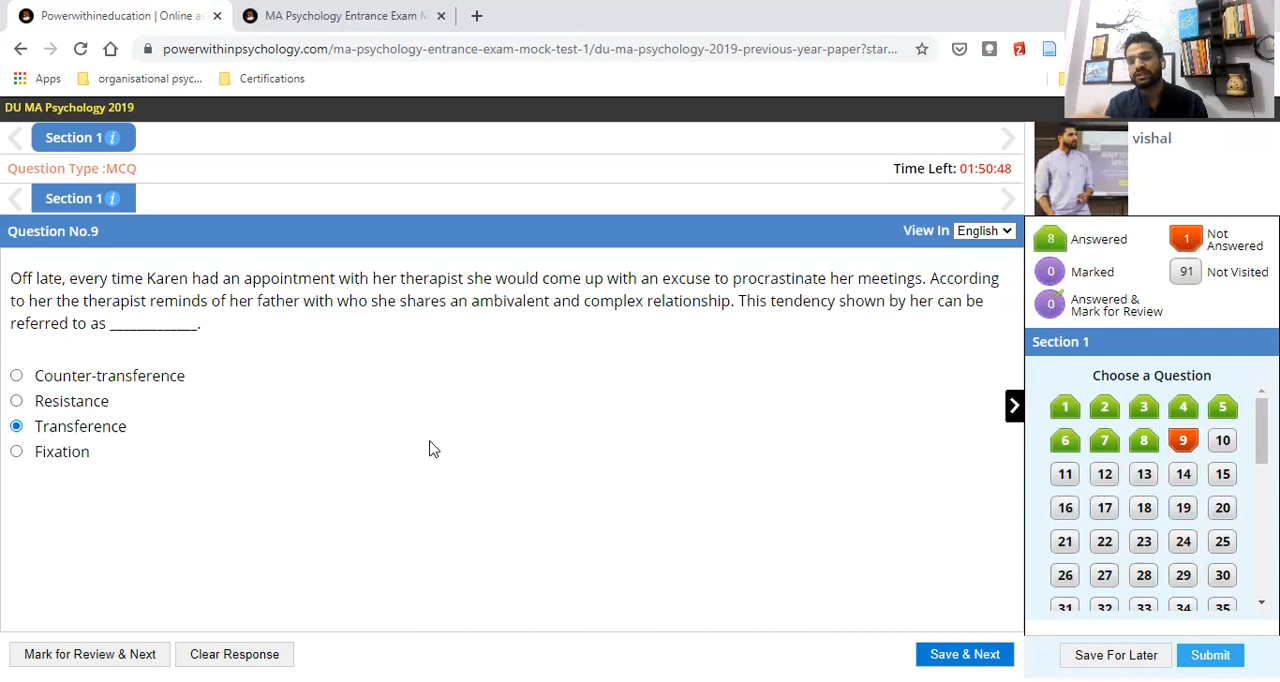 Powerwithineducation | Online as
MA Psychology Entrance Exam M
powerwithinpsychology.com/ma-psychology-entrance-exam-mock-test-1/du-ma-psychology-2019-previous-year-paper?star...
Apps
organisational psyc...
Certifications
DU MA Psychology 2019
Section 1
vishal
Question Type :MCQ
Time Left: 01:50:48
Section 1
Question No.9
View In English
8 Answered
1 Not Answered
0 Marked
91 Not Visited
0 Answered & Mark for Review
Off late, every time Karen had an appointment with her therapist she would come up with an excuse to procrastinate her meetings. According
to her the therapist reminds of her father with who she shares an ambivalent and complex relationship. This tendency shown by her can be
referred to as _____________.
Counter-transference
Resistance
Transference
Fixation
Section 1
Choose a Question
1 2 3 4 5
6 7 8 9 10
11 12 13 14 15
16 17 18 19 20
21 22 23 24 25
26 27 28 29 30
31 32 33 34 35
Mark for Review & Next
Clear Response
Save & Next
Save For Later
Submit